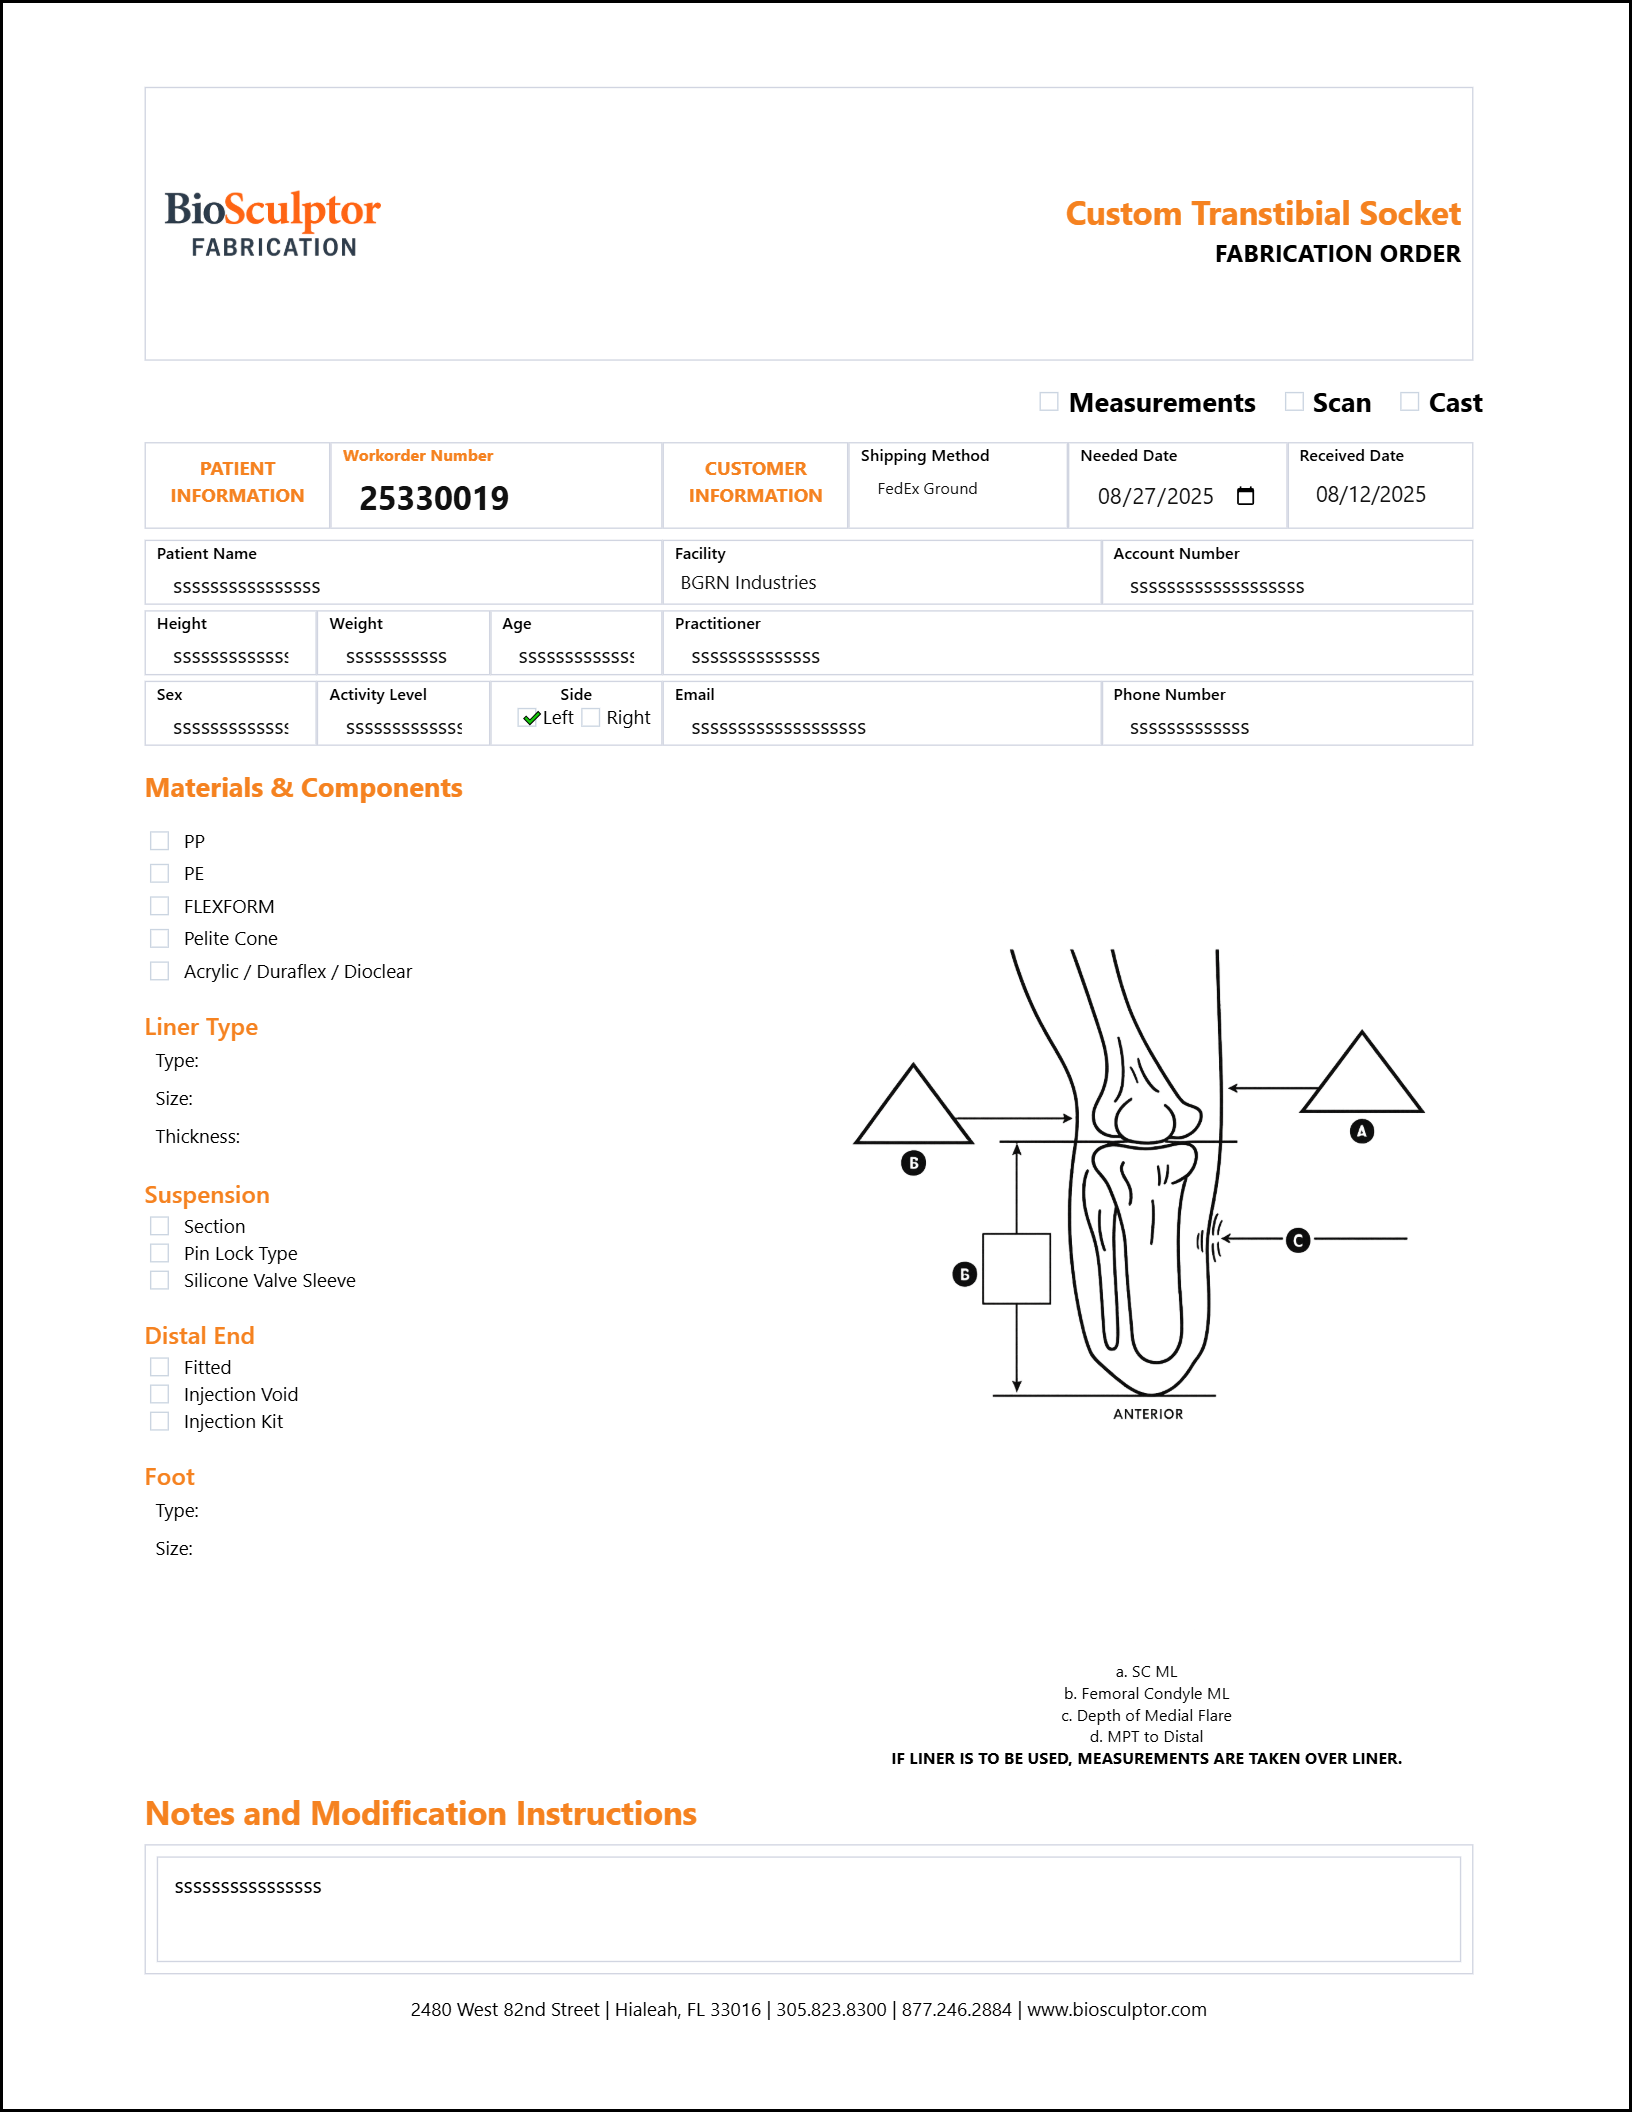 BioSculptor
FABRICATION
Custom Transtibial Socket
FABRICATION ORDER
Measurements Scan Cast
PATIENT INFORMATION
Workorder Number
25330019
CUSTOMER INFORMATION
Shipping Method
FedEx Ground
Needed Date
08/27/2025
Received Date
08/12/2025
Patient Name
ssssssssssssssss
Facility
BGRN Industries
Account Number
sssssssssssssssssss
Height
sssssssssssss
Weight
sssssssssss
Age
sssssssssssss
Practitioner
ssssssssssssss
Sex
sssssssssssss
Activity Level
sssssssssssss
Side
Left Right
Email
sssssssssssssssssss
Phone Number
sssssssssssss
Materials & Components
PP
PE
FLEXFORM
Pelite Cone
Acrylic / Duraflex / Dioclear
Liner Type
Type:
Size:
Thickness:
Suspension
Section
Pin Lock Type
Silicone Valve Sleeve
Distal End
Fitted
Injection Void
Injection Kit
Foot
Type:
Size:
A
Б
C
Б
ANTERIOR
a. SC ML
b. Femoral Condyle ML
c. Depth of Medial Flare
d. MPT to Distal
IF LINER IS TO BE USED, MEASUREMENTS ARE TAKEN OVER LINER.
Notes and Modification Instructions
ssssssssssssssss
2480 West 82nd Street | Hialeah, FL 33016 | 305.823.8300 | 877.246.2884 | www.biosculptor.com